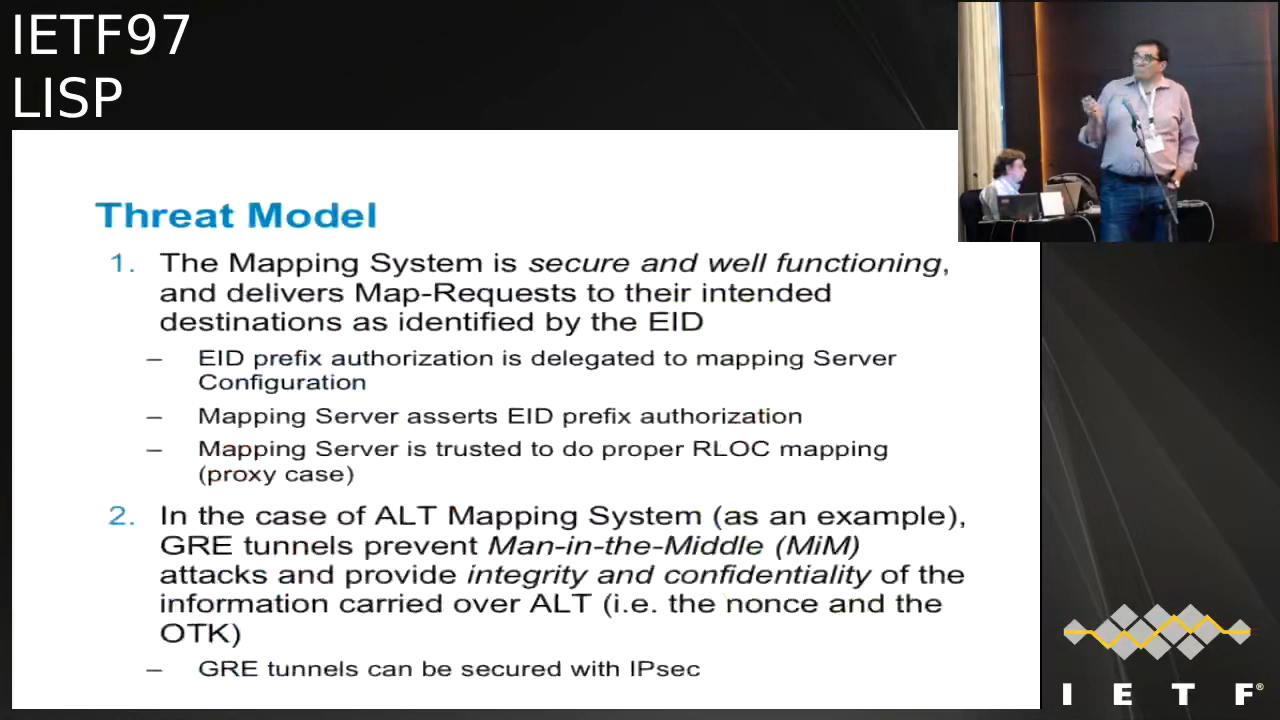 IETF97
LISP
Threat Model
1. The Mapping System is secure and well functioning,
and delivers Map-Requests to their intended
destinations as identified by the EID
– EID prefix authorization is delegated to mapping Server
Configuration
– Mapping Server asserts EID prefix authorization
– Mapping Server is trusted to do proper RLOC mapping
(proxy case)
2. In the case of ALT Mapping System (as an example),
GRE tunnels prevent Man-in-the-Middle (MiM)
attacks and provide integrity and confidentiality of the
information carried over ALT (i.e. the nonce and the
OTK)
– GRE tunnels can be secured with IPsec
I E T F®